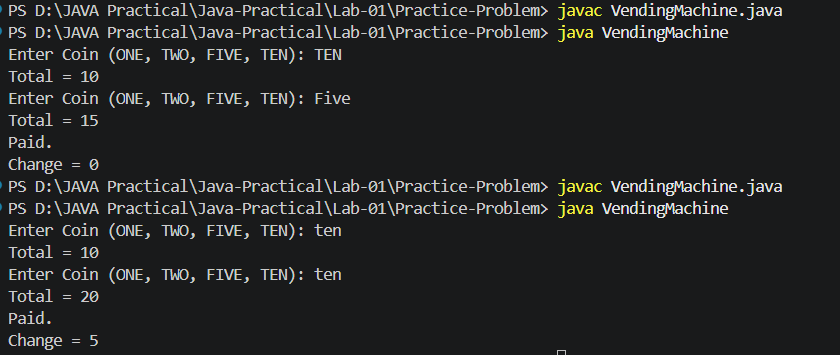 PS D:\JAVA Practical\Java-Practical\Lab-01\Practice-Problem> javac VendingMachine.java
PS D:\JAVA Practical\Java-Practical\Lab-01\Practice-Problem> java VendingMachine
Enter Coin (ONE, TWO, FIVE, TEN): TEN
Total = 10
Enter Coin (ONE, TWO, FIVE, TEN): Five
Total = 15
Paid.
Change = 0
PS D:\JAVA Practical\Java-Practical\Lab-01\Practice-Problem> javac VendingMachine.java
PS D:\JAVA Practical\Java-Practical\Lab-01\Practice-Problem> java VendingMachine
Enter Coin (ONE, TWO, FIVE, TEN): ten
Total = 10
Enter Coin (ONE, TWO, FIVE, TEN): ten
Total = 20
Paid.
Change = 5